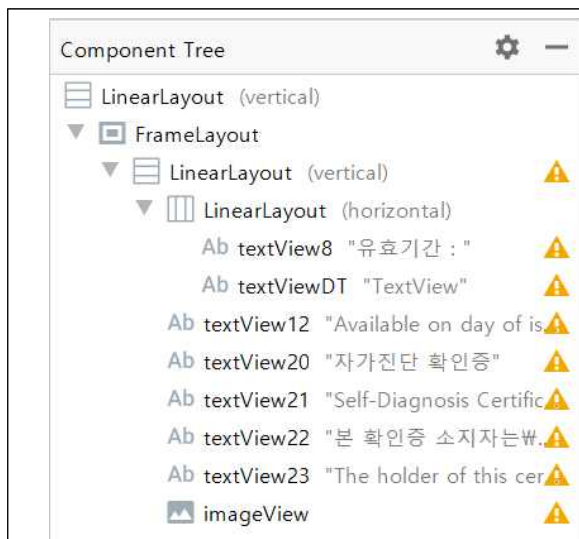 Component Tree
LinearLayout (vertical)
FrameLayout
LinearLayout (vertical)
LinearLayout (horizontal)
Ab textView8 "유효기간 : "
Ab textViewDT "TextView"
Ab textView12 "Available on day of is
Ab textView20 "자가진단 확인증"
Ab textView21 "Self-Diagnosis Certific
Ab textView22 "본 확인증 소지자는₩...
Ab textView23 "The holder of this cer
imageView